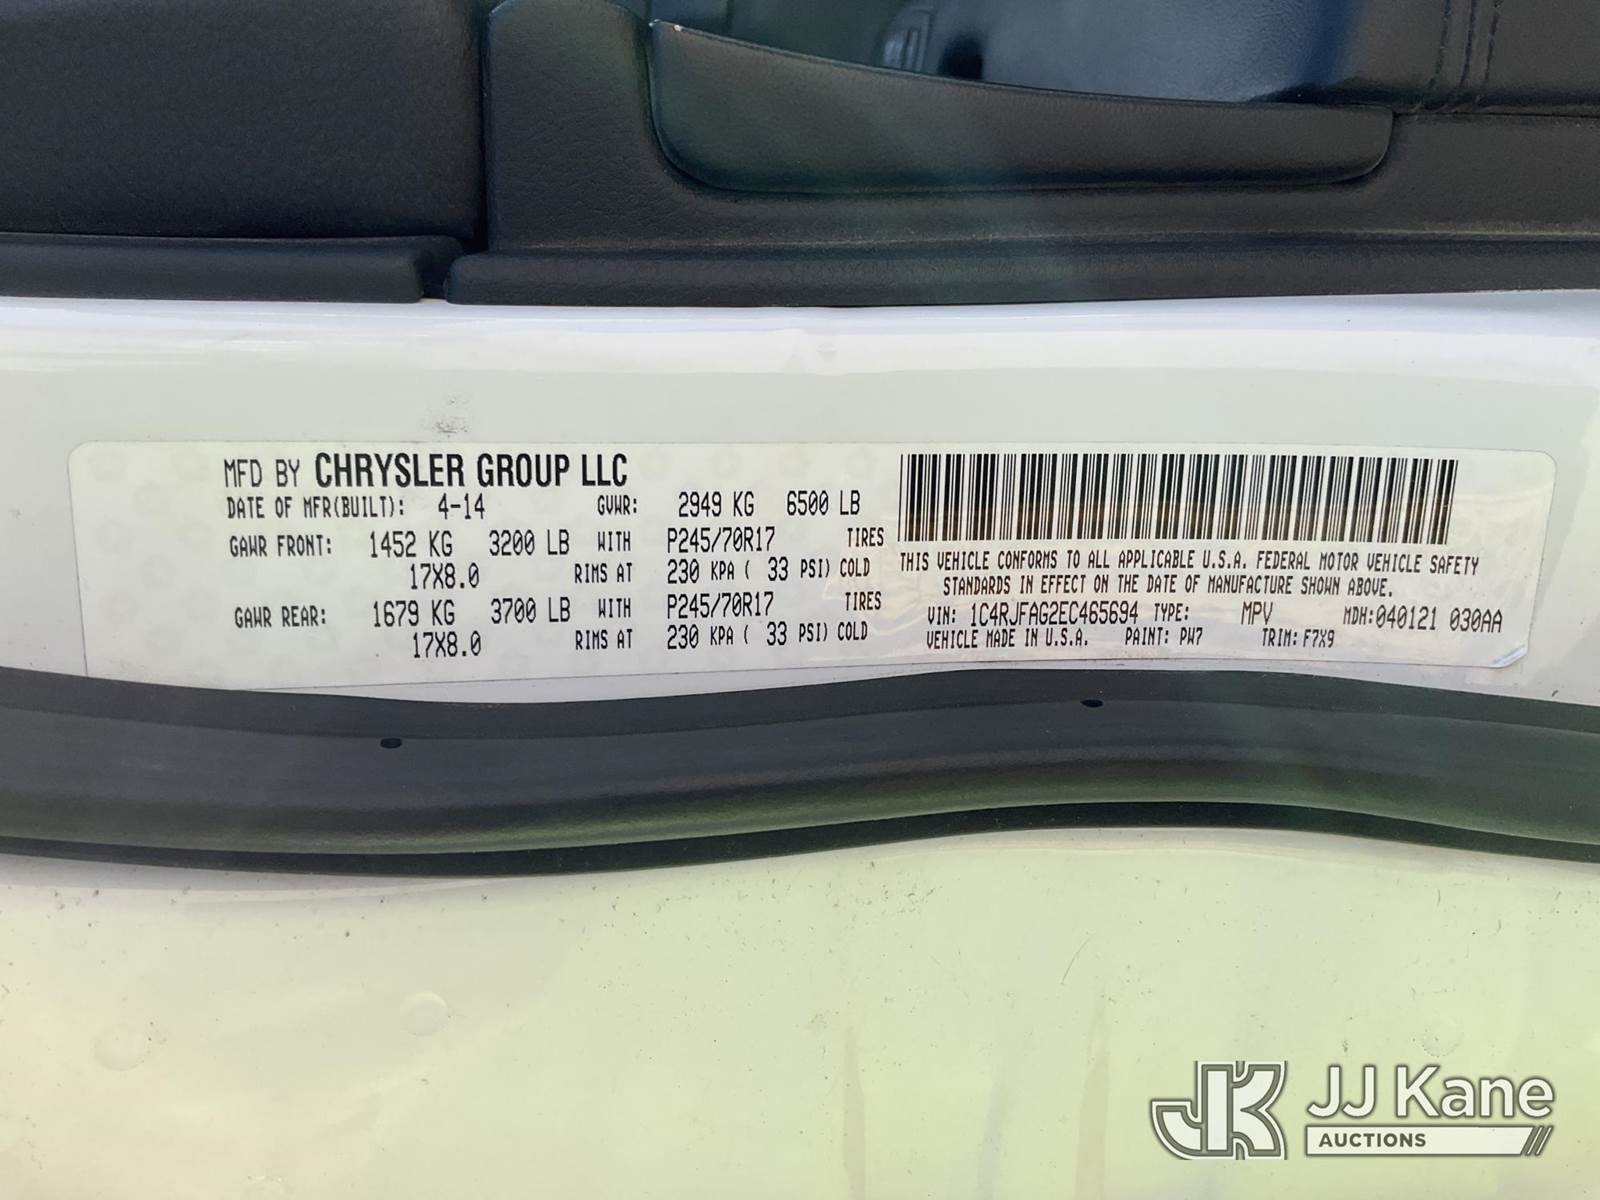 MFD BY CHRYSLER GROUP LLC
DATE OF MFR(BUILT): 4-14 GVWR: 2949 KG 6500 LB
GAWR FRONT: 1452 KG 3200 LB WITH P245/70R17 TIRES
17X8.0 RIMS AT 230 KPA ( 33 PSI) COLD
GAWR REAR: 1679 KG 3700 LB WITH P245/70R17 TIRES
17X8.0 RIMS AT 230 KPA ( 33 PSI) COLD
THIS VEHICLE CONFORMS TO ALL APPLICABLE U.S.A. FEDERAL MOTOR VEHICLE SAFETY
STANDARDS IN EFFECT ON THE DATE OF MANUFACTURE SHOWN ABOVE.
VIN: 1C4RJFAG2EC465694 TYPE: MPV MDH:040121 030AA
VEHICLE MADE IN U.S.A. PAINT: PW7 TRIM: F7X9
JK JJ Kane
AUCTIONS